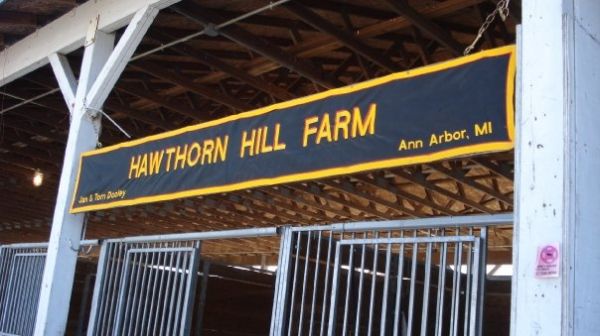 HAWTHORN HILL FARM
Jan & Tom Dooley
Ann Arbor, MI